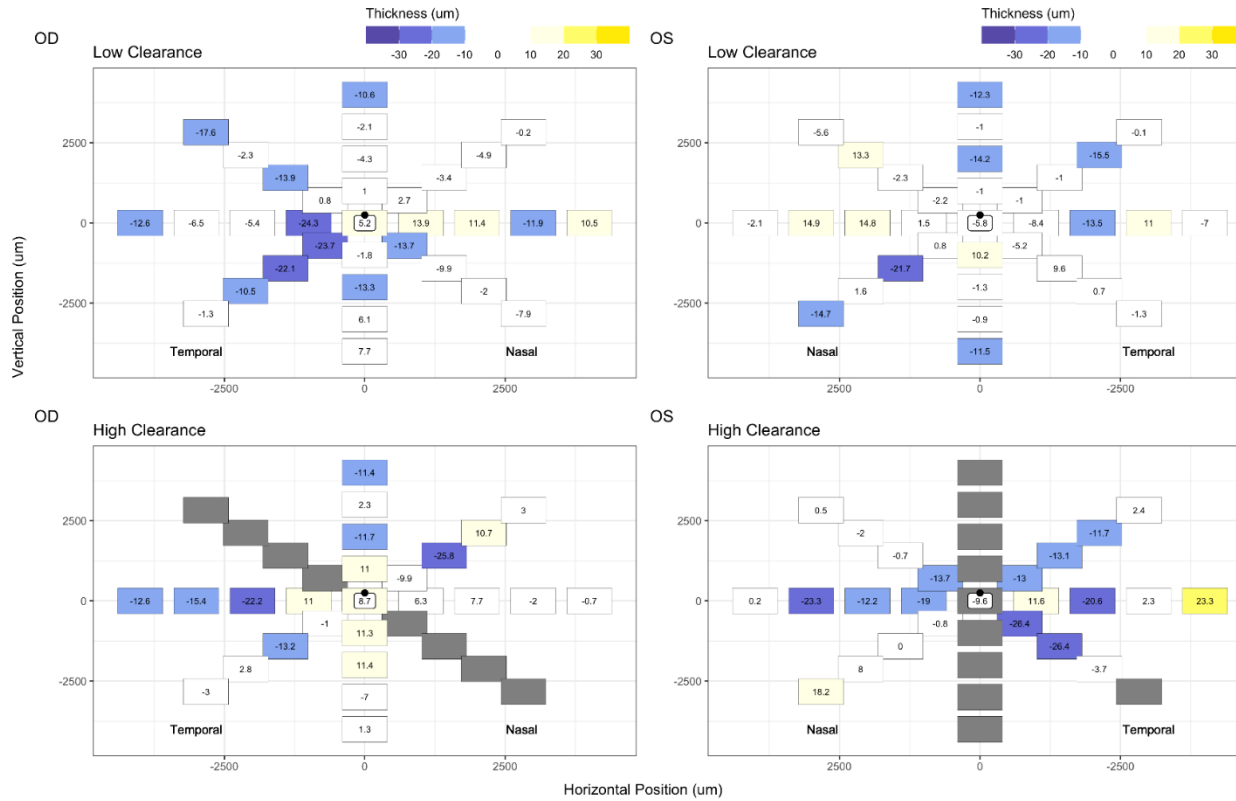 OD
Thickness (um)
-30 -20 -10 0 10 20 30
Low Clearance
OS
Thickness (um)
-30 -20 -10 0 10 20 30
Low Clearance
Vertical Position (um)
-10.6
-17.6 -2.1 -0.2
2500
-2.3 -4.3 -4.9
-13.9 1 -3.4
0.8 2.7
0
-12.6 -6.5 -5.4 -24.3 5.2 13.9 11.4 -11.9 10.5
-23.7 -1.8 -13.7
-22.1 -13.3 -9.9
-10.5 -2
-2500
-1.3 6.1 -7.9
7.7
Temporal Nasal
-2500 0 2500
-12.3
-5.6 -1 -0.1
2500
13.3 -14.2 -15.5
-2.3 -1 -1
-2.2 -1
0
-2.1 14.9 14.8 1.5 -5.8 -8.4 -13.5 11 -7
0.8 10.2 -5.2
-21.7 -1.3 9.6
1.6 0.7
-2500
-14.7 -0.9 -1.3
-11.5
Nasal Temporal
2500 0 -2500
OD
High Clearance
OS
High Clearance
-11.4
2.3 3
2500
-11.7 10.7
11 -25.8
-9.9
0
-12.6 -15.4 -22.2 11 8.7 6.3 7.7 -2 -0.7
-1 11.3
-13.2 11.4
2.8
-2500
-3 -7
1.3
Temporal Nasal
-2500 0 2500
0.5 2.4
2500
-2 -11.7
-0.7 -13.1
-13.7 -13
0
0.2 -23.3 -12.2 -19 -9.6 11.6 -20.6 2.3 23.3
-0.8 -26.4
0 -26.4
8 -3.7
-2500
18.2
Nasal Temporal
2500 0 -2500
Horizontal Position (um)